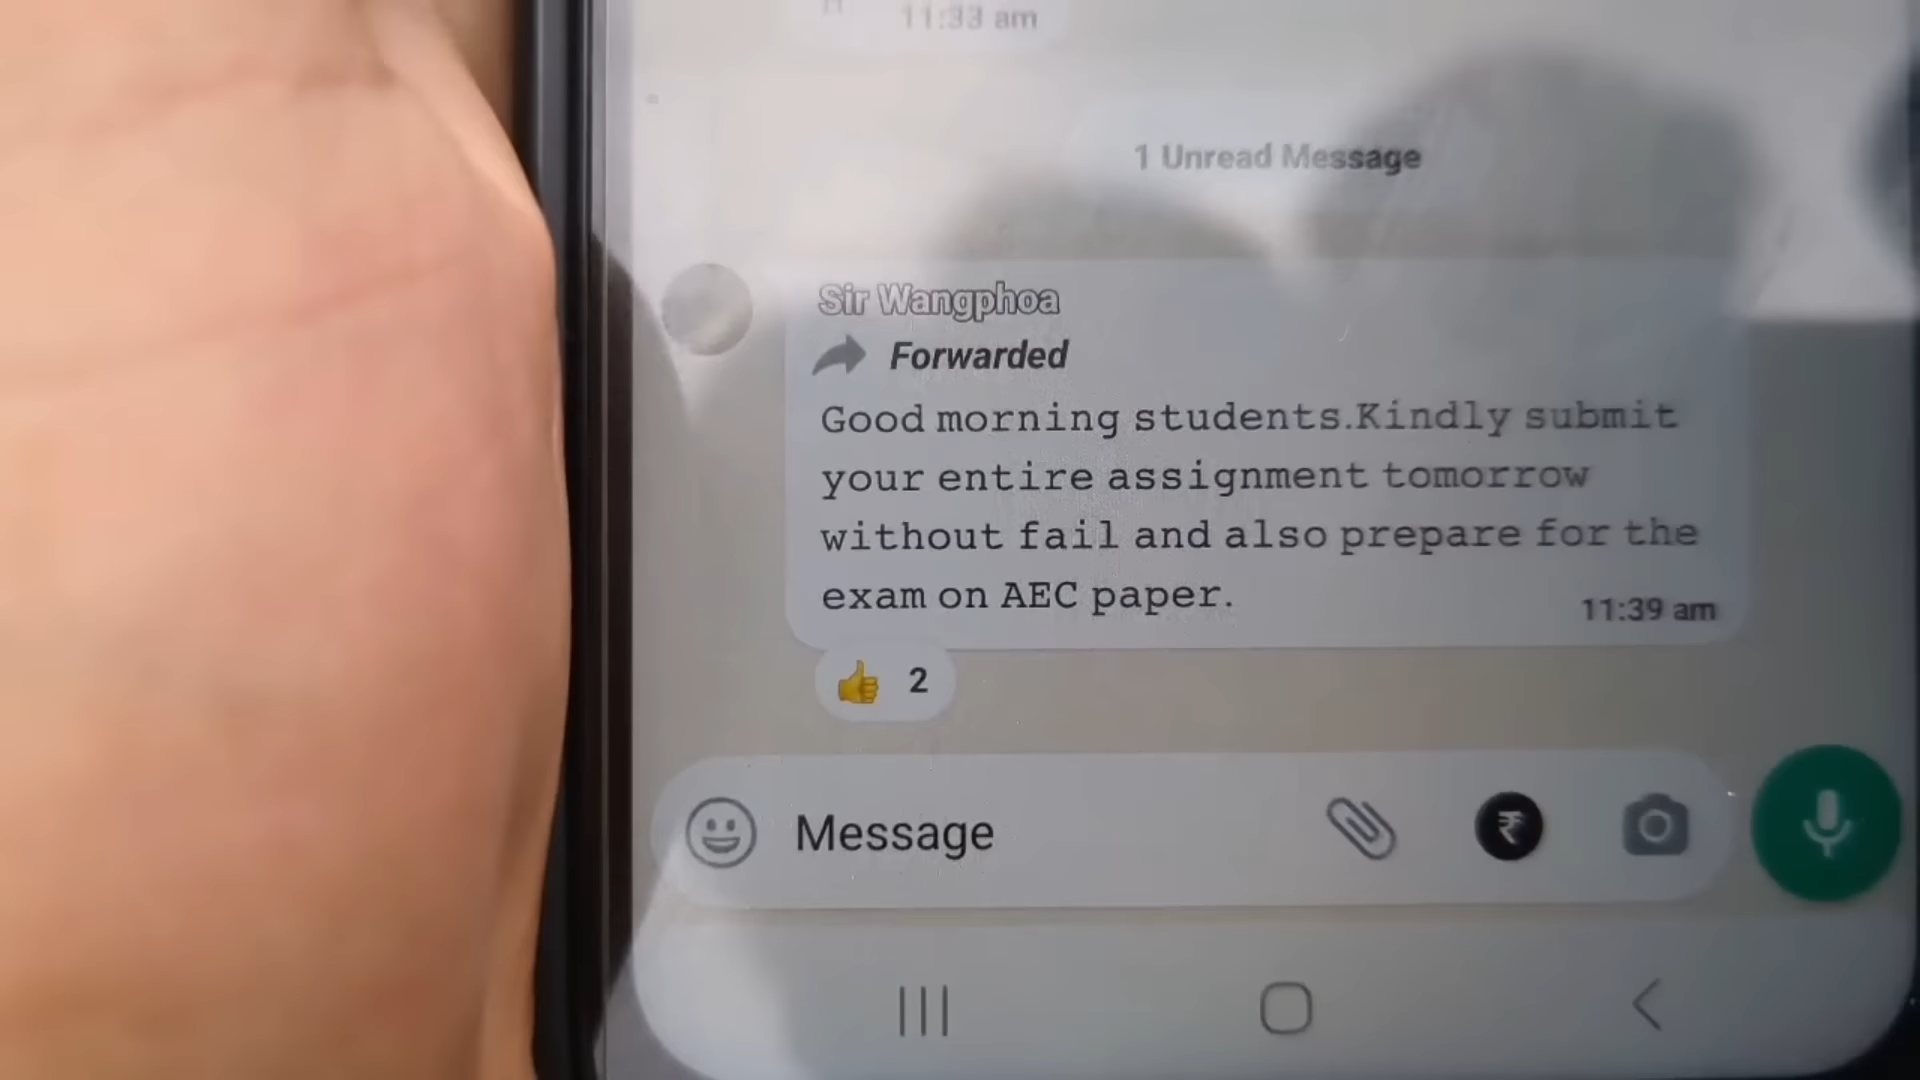 11:33 am
1 Unread Message
Sir Wangphoa
Forwarded
Good morning students.Kindly submit
your entire assignment tomorrow
without fail and also prepare for the
exam on AEC paper.
11:39 am
👍 2
Message
₹